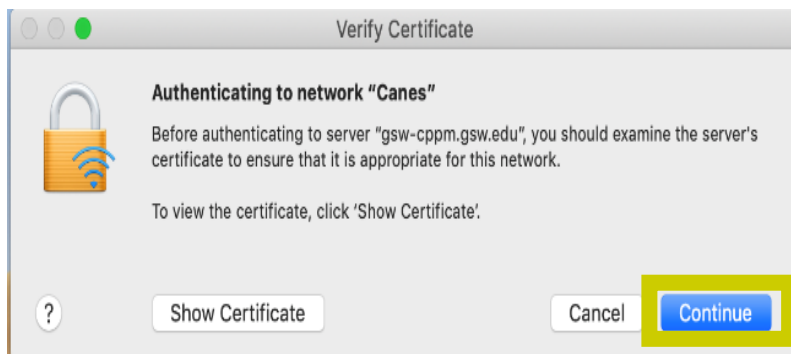 Verify Certificate
Authenticating to network “Canes”
Before authenticating to server “gsw-cppm.gsw.edu”, you should examine the server's
certificate to ensure that it is appropriate for this network.
To view the certificate, click ‘Show Certificate’.
? Show Certificate Cancel Continue